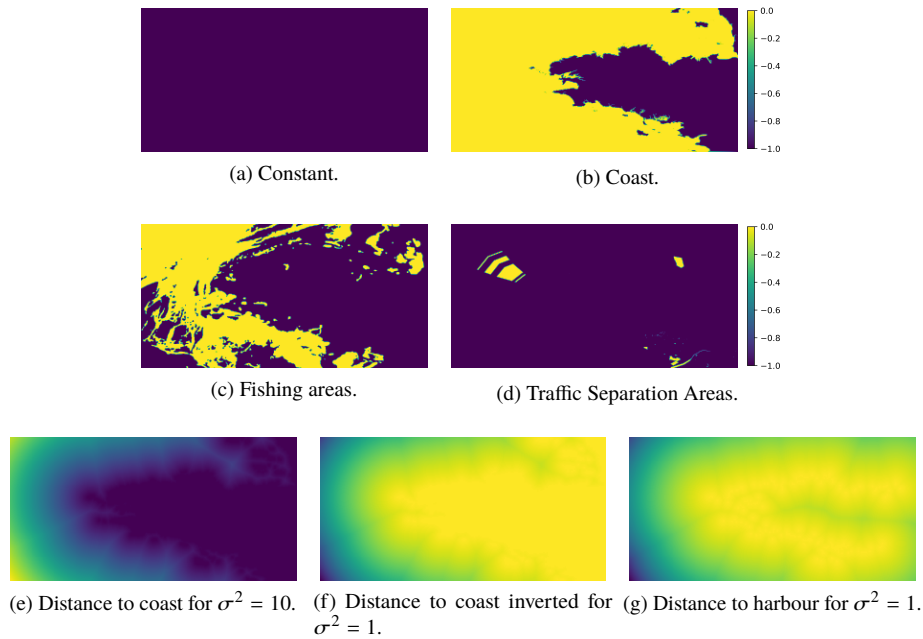 0.0
−0.2
−0.4
−0.6
−0.8
−1.0
(a) Constant.
(b) Coast.
0.0
−0.2
−0.4
−0.6
−0.8
−1.0
(c) Fishing areas.
(d) Traffic Separation Areas.
(e) Distance to coast for σ² = 10.
(f) Distance to coast inverted for
σ² = 1.
(g) Distance to harbour for σ² = 1.